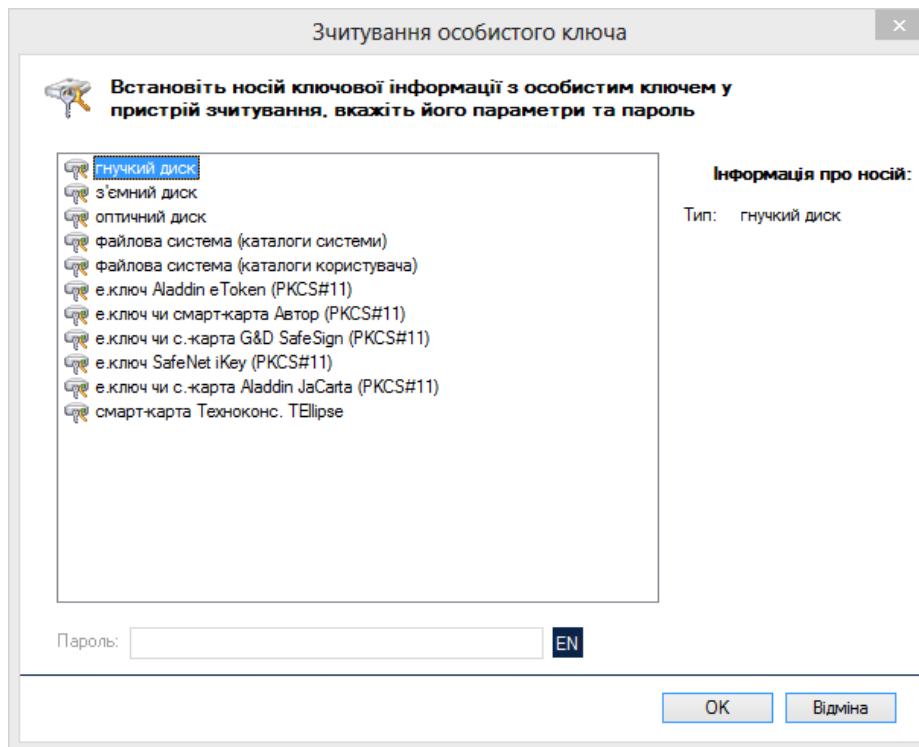 Зчитування особистого ключа
Встановіть носій ключової інформації з особистим ключем у
пристрій зчитування, вкажіть його параметри та пароль
гнучкий диск
з'ємний диск
оптичний диск
файлова система (каталоги системи)
файлова система (каталоги користувача)
е.ключ Aladdin eToken (PKCS#11)
е.ключ чи смарт-карта Автор (PKCS#11)
е.ключ чи с.-карта G&D SafeSign (PKCS#11)
е.ключ SafeNet iKey (PKCS#11)
е.ключ чи с.-карта Aladdin JaCarta (PKCS#11)
смарт-карта Техноконс. TEllipse
Інформація про носій:
Тип: гнучкий диск
Пароль: EN
OK Відміна